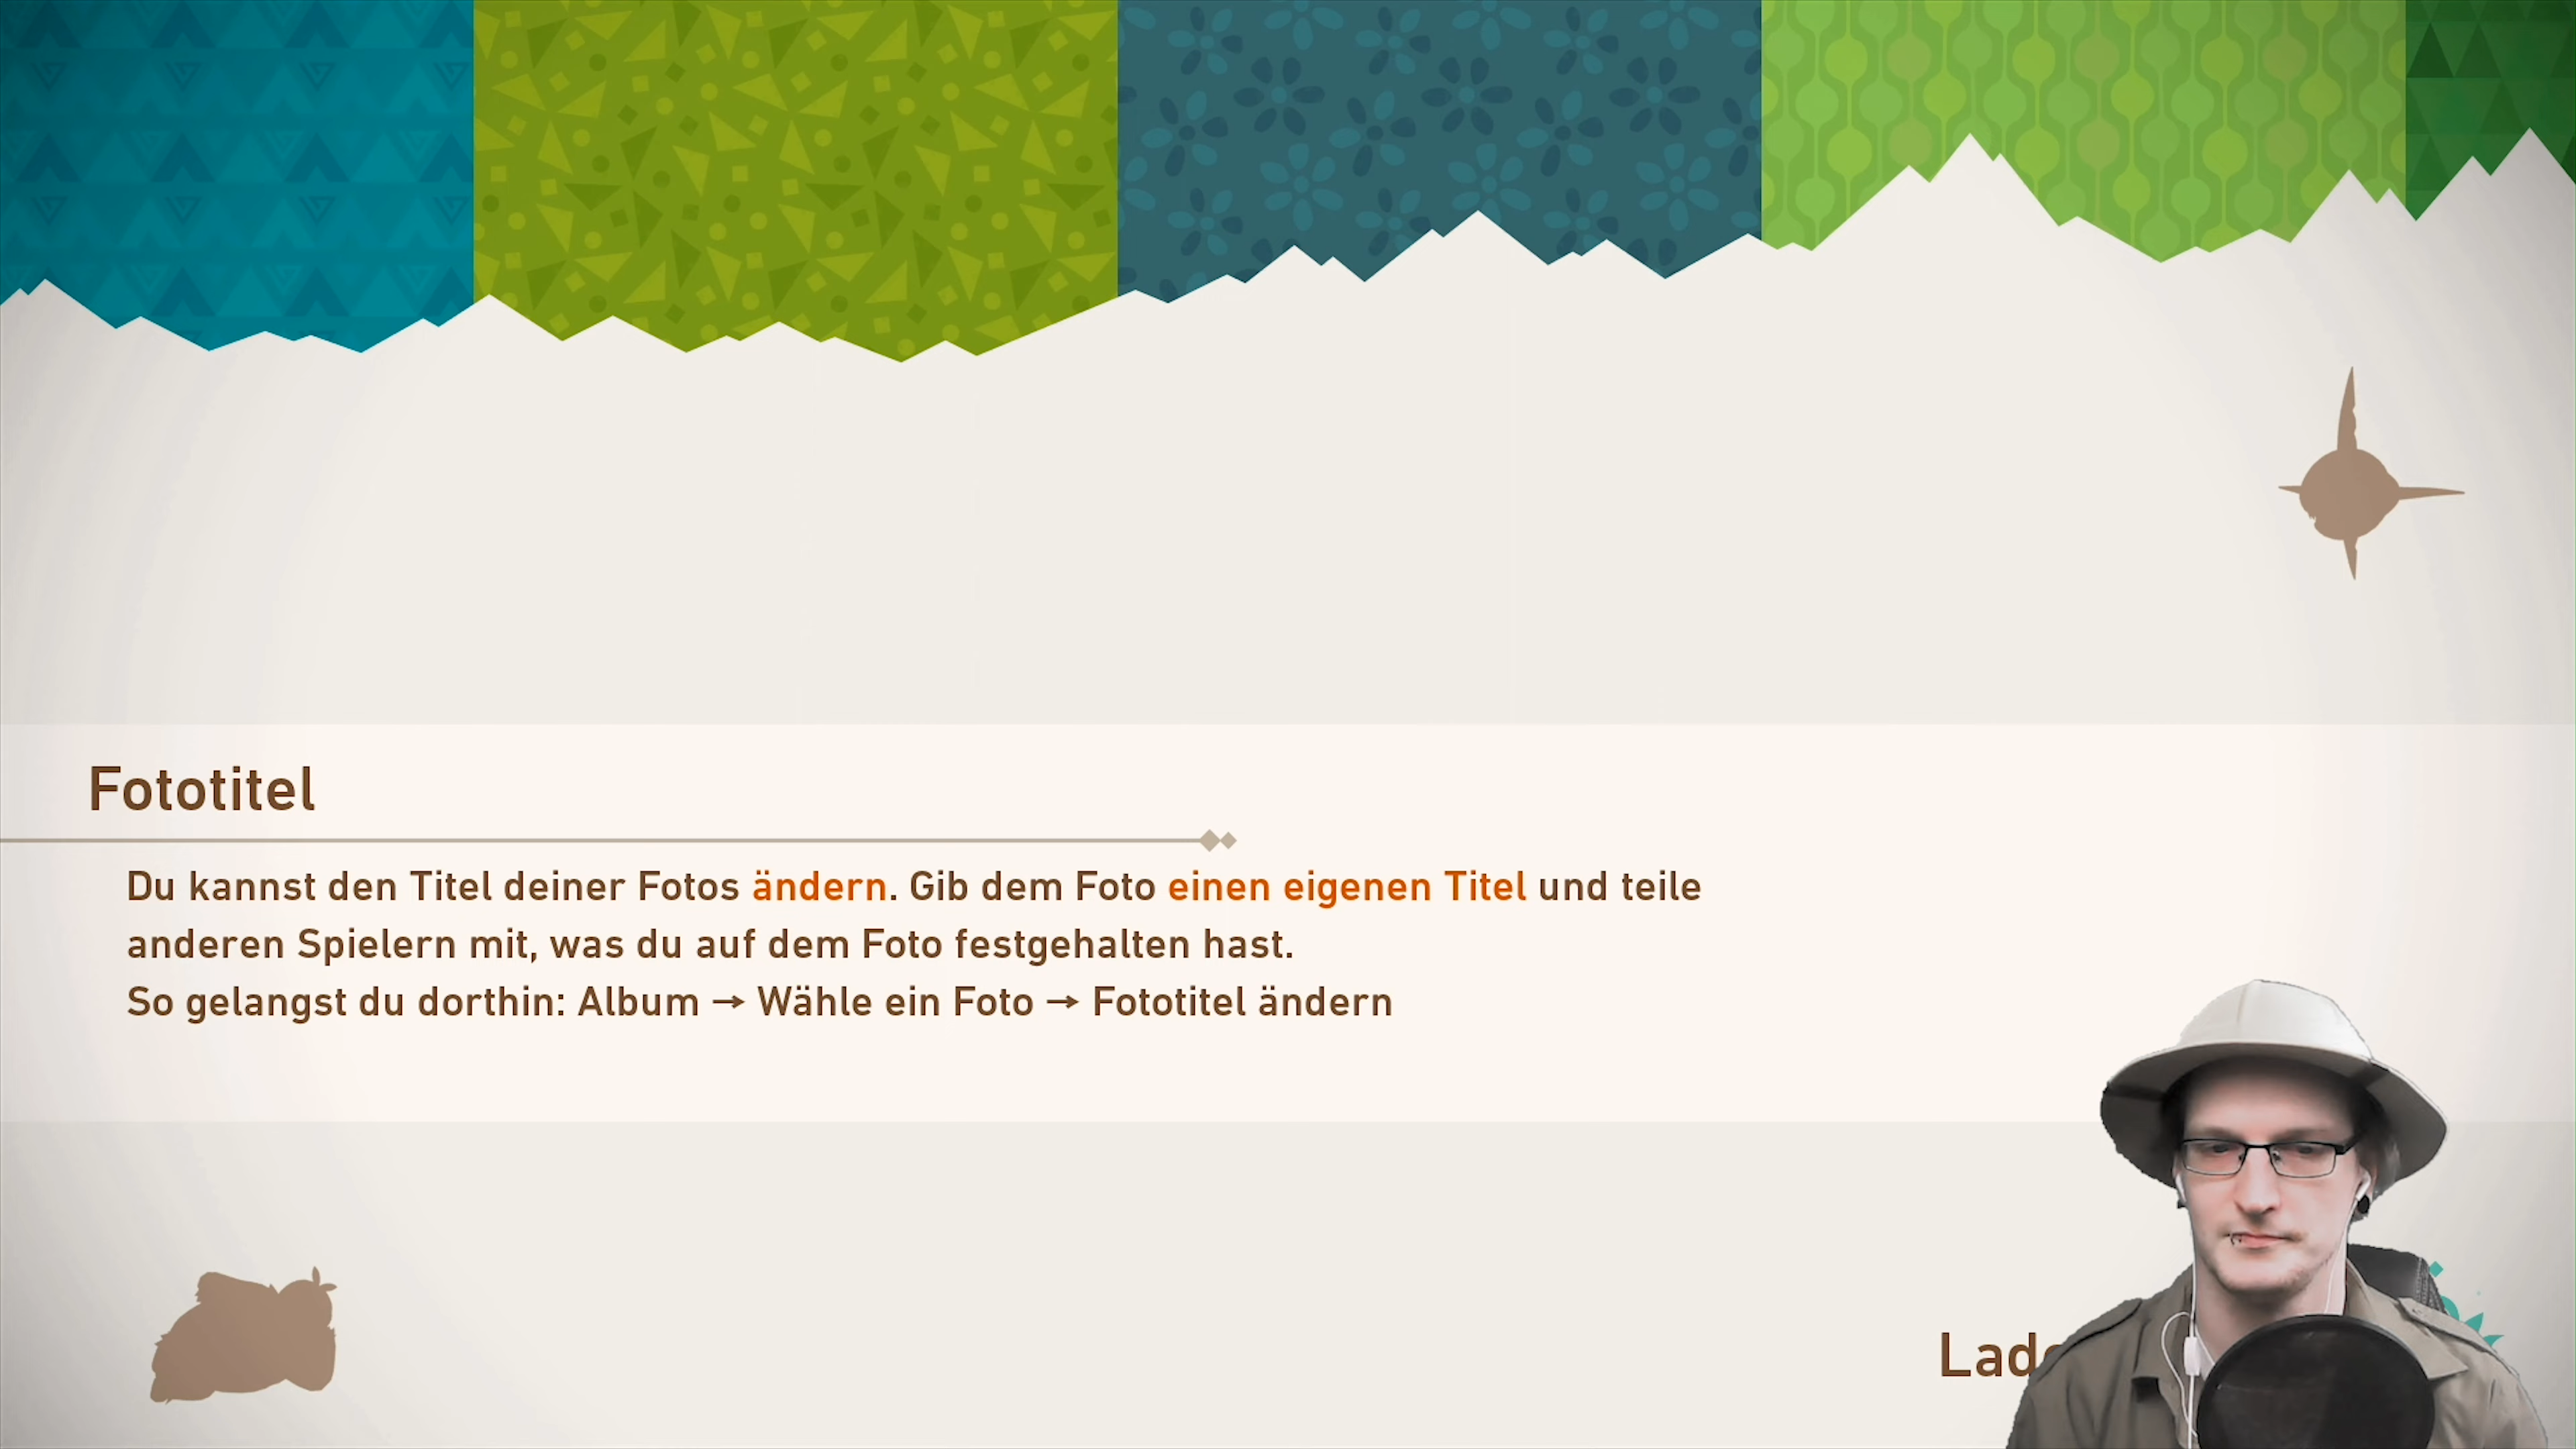 Fototitel
Du kannst den Titel deiner Fotos ändern. Gib dem Foto einen eigenen Titel und teile
anderen Spielern mit, was du auf dem Foto festgehalten hast.
So gelangst du dorthin: Album → Wähle ein Foto → Fototitel ändern